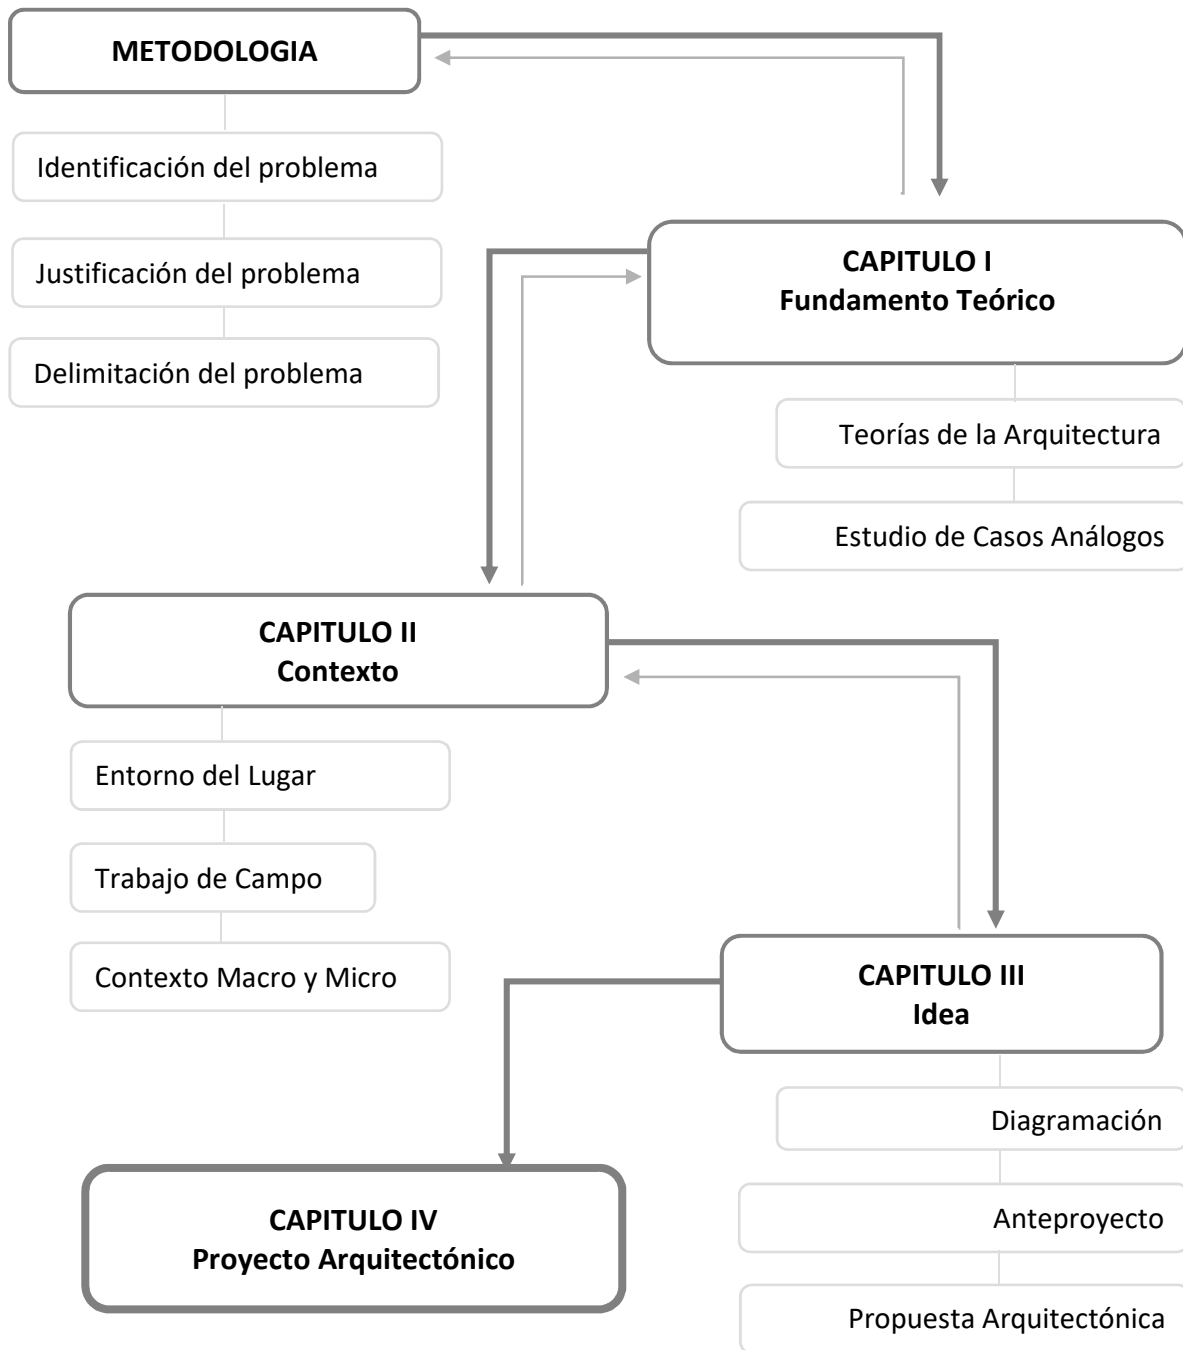 METODOLOGIA
Identificación del problema
Justificación del problema
Delimitación del problema
CAPITULO I
Fundamento Teórico
Teorías de la Arquitectura
Estudio de Casos Análogos
CAPITULO II
Contexto
Entorno del Lugar
Trabajo de Campo
Contexto Macro y Micro
CAPITULO III
Idea
Diagramación
Anteproyecto
Propuesta Arquitectónica
CAPITULO IV
Proyecto Arquitectónico